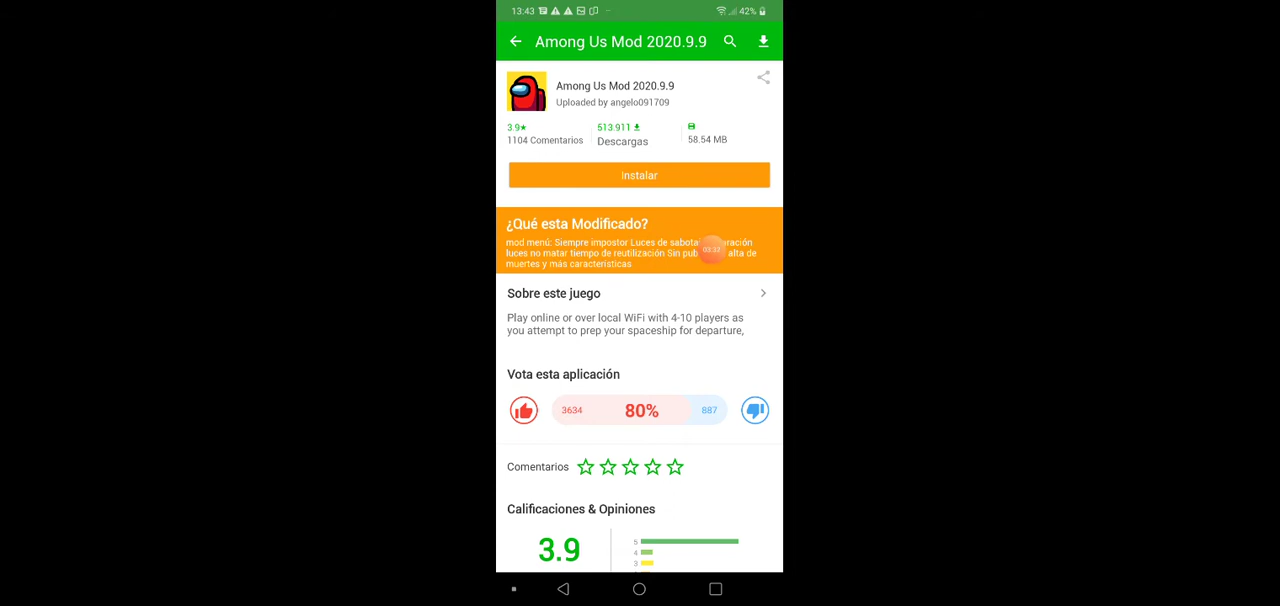 13:43
42%
Among Us Mod 2020.9.9
Among Us Mod 2020.9.9
Uploaded by angelo091709
3.9★
1104 Comentarios
513.911
Descargas
58.54 MB
Instalar
¿Qué esta Modificado?
mod menú: Siempre impostor Luces de
luces no matar tiempo de reutilización Sin alta de
03:32
muertes y más características
Sobre este juego
Play online or over local WiFi with 4-10 players as
you attempt to prep your spaceship for departure,
Vota esta aplicación
3634
80%
887
Comentarios
Calificaciones & Opiniones
3.9
5
4
3